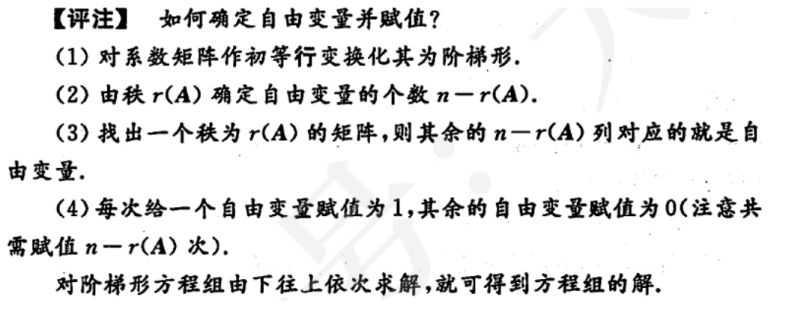 【评注】 如何确定自由变量并赋值?
(1) 对系数矩阵作初等行变换化其为阶梯形.
(2) 由秩 r(A) 确定自由变量的个数 n－r(A).
(3) 找出一个秩为 r(A) 的矩阵,则其余的 n－r(A) 列对应的就是自
由变量.
(4) 每次给一个自由变量赋值为 1,其余的自由变量赋值为 0(注意共
需赋值 n－r(A) 次).
对阶梯形方程组由下往上依次求解,就可得到方程组的解.